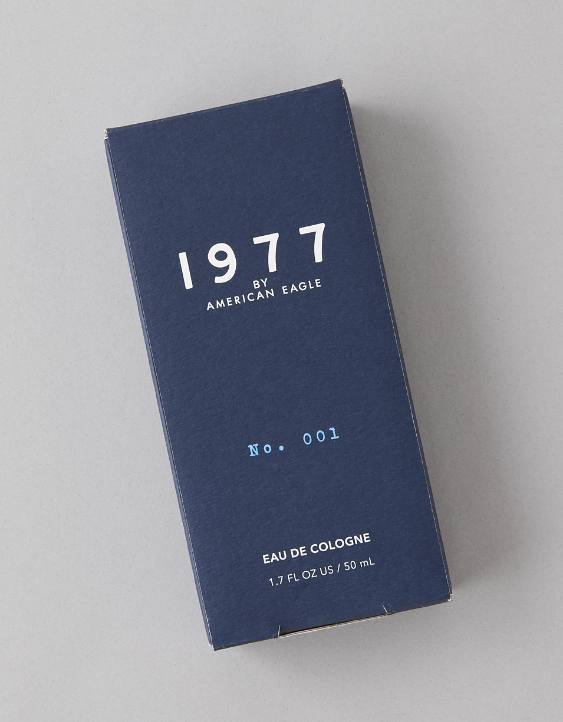 1977
BY
AMERICAN EAGLE
No. 001
EAU DE COLOGNE
1.7 FL OZ US / 50 mL